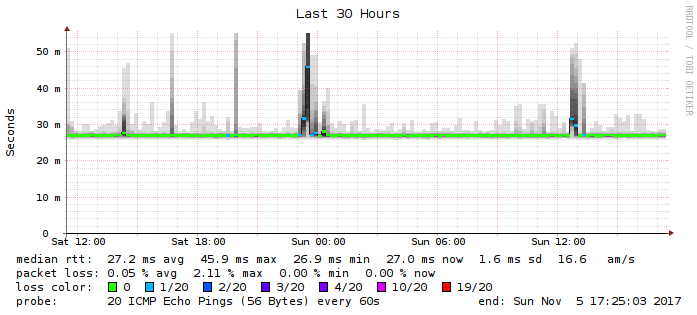 Last 30 Hours
RRDTOOL / TOBI OETIKER
Seconds
50 m
40 m
30 m
20 m
10 m
0
Sat 12:00 Sat 18:00 Sun 00:00 Sun 06:00 Sun 12:00
median rtt: 27.2 ms avg 45.9 ms max 26.9 ms min 27.0 ms now 1.6 ms sd 16.6 am/s
packet loss: 0.05 % avg 2.11 % max 0.00 % min 0.00 % now
loss color: 0 1/20 2/20 3/20 4/20 10/20 19/20
probe: 20 ICMP Echo Pings (56 Bytes) every 60s end: Sun Nov 5 17:25:03 2017